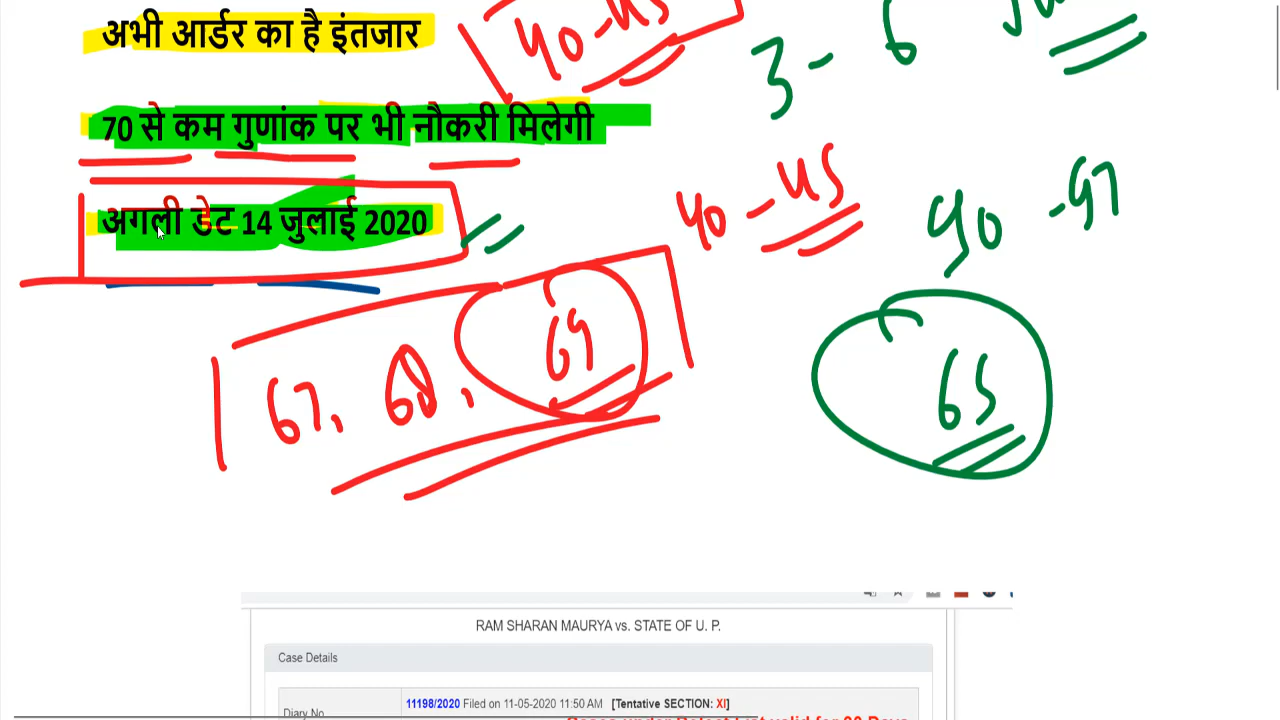 अभी आर्डर का है इंतजार
40-45
3 - 6
70 से कम गुणांक पर भी नौकरी मिलेगी
40 - 45
90 - 97
अगली डेट 14 जुलाई 2020
67, 68, 69
65
RAM SHARAN MAURYA vs. STATE OF U. P.
Case Details
Diary No.
11198/2020 Filed on 11-05-2020 11:50 AM [Tentative SECTION: XI]